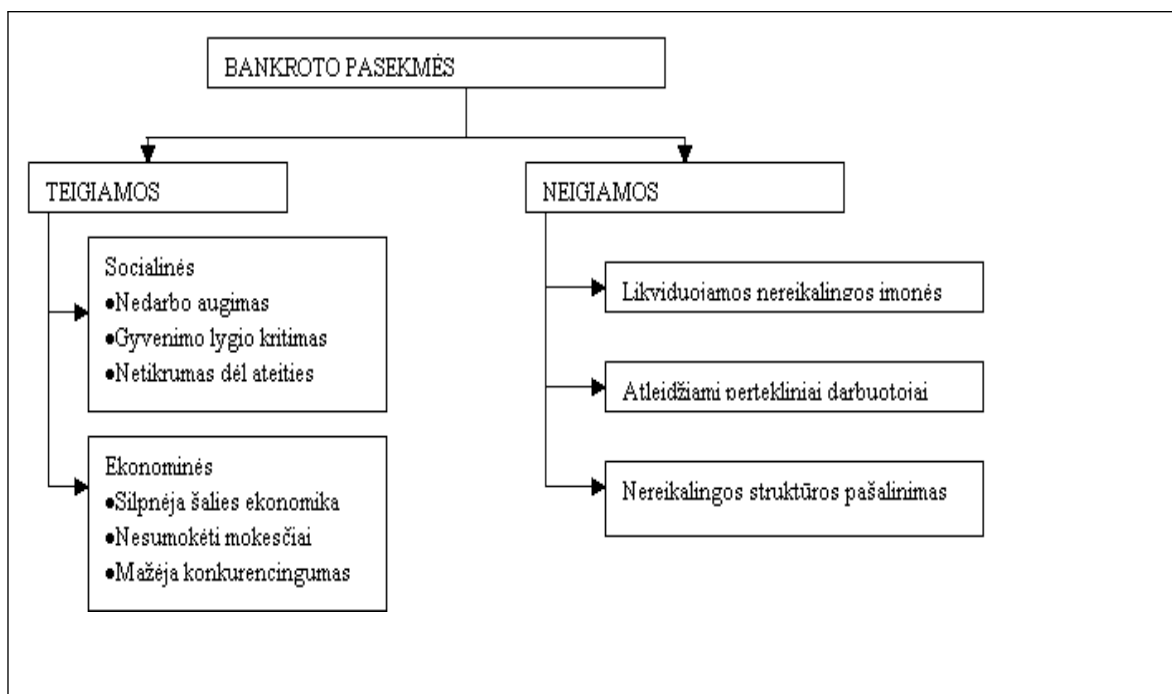 BANKROTO PASEKMĖS
TEIGIAMOS
Socialinės
●Nedarbo augimas
●Gyvenimo lygio kritimas
●Netikrumas dėl ateities
Ekonominės
●Silpnėja šalies ekonomika
●Nesumokėti mokesčiai
●Mažėja konkurencingumas
NEIGIAMOS
Likviduojamos nereikalingos įmonės
Atleidžiami pertekliniai darbuotojai
Nereikalingos struktūros pašalinimas